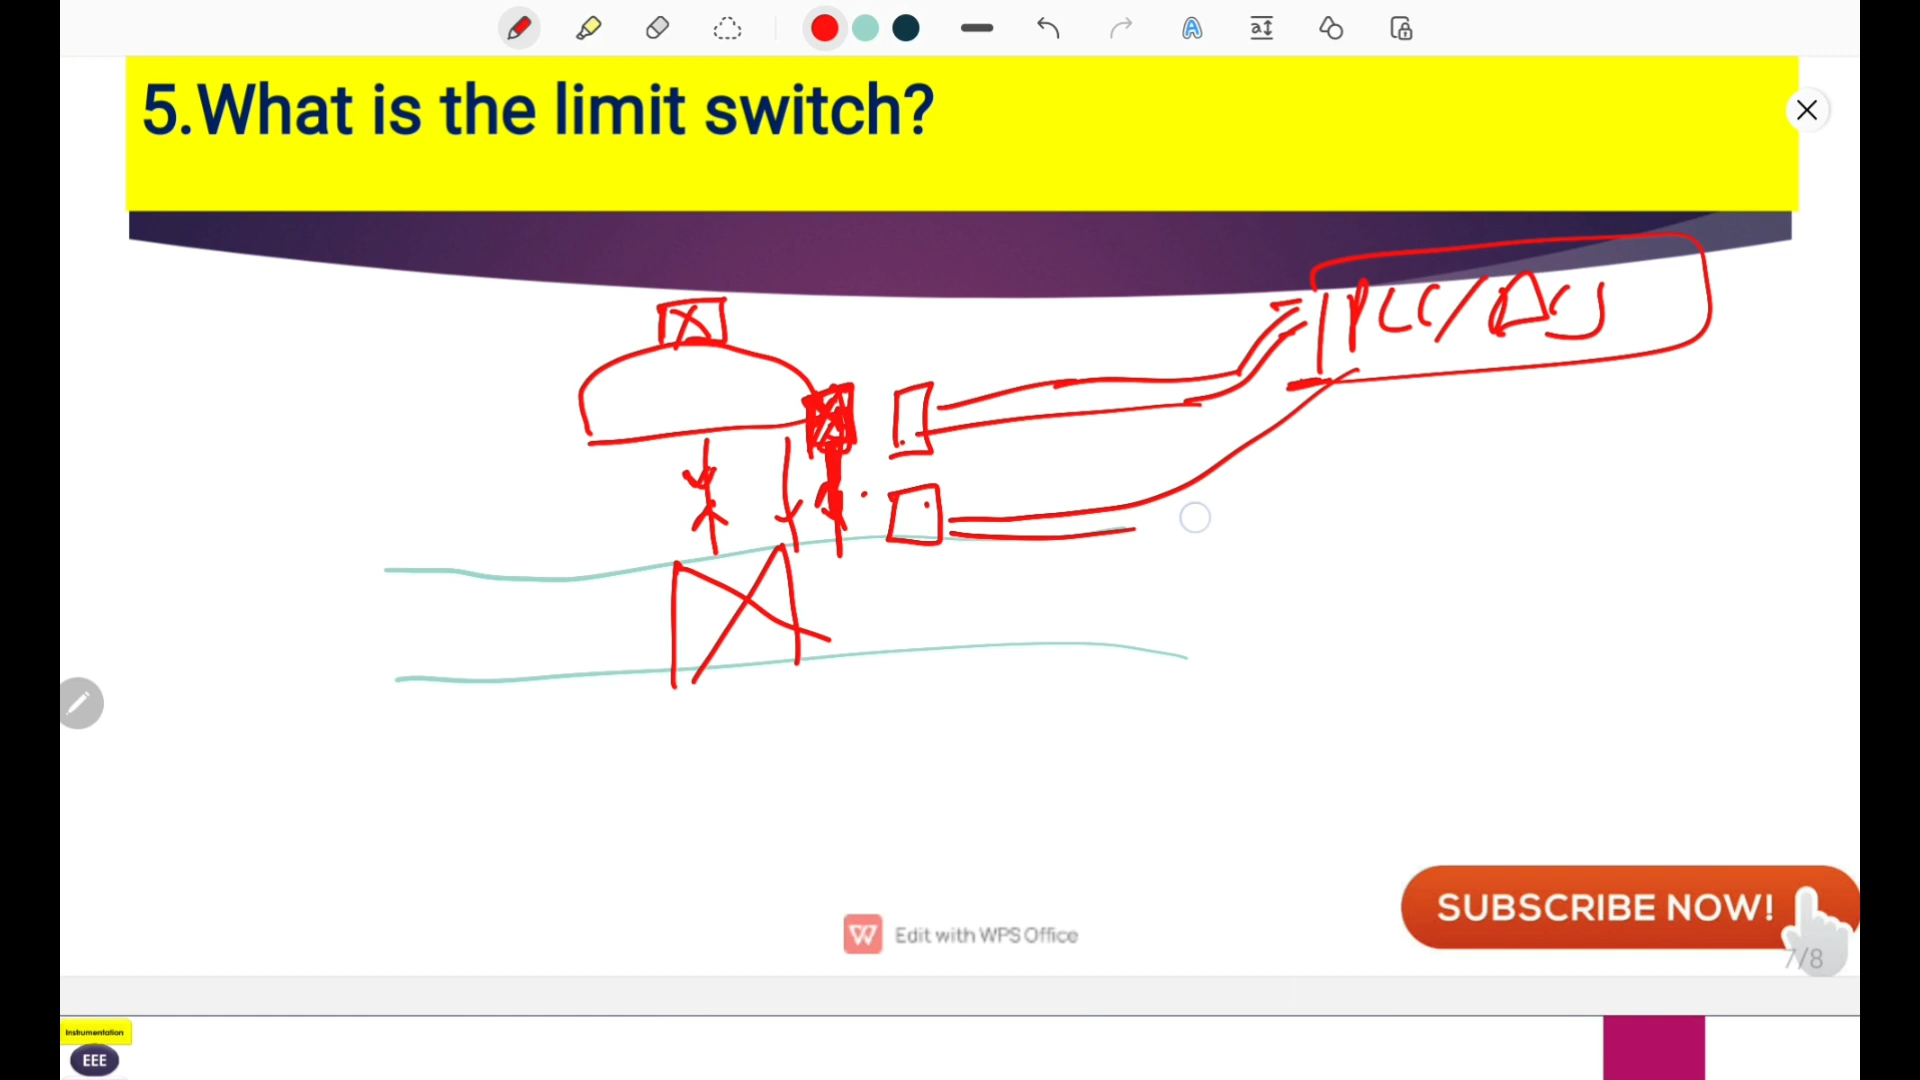 5.What is the limit switch?
PLC/DCS
SUBSCRIBE NOW!
Edit with WPS Office
7/8
Instrumentation
EEE